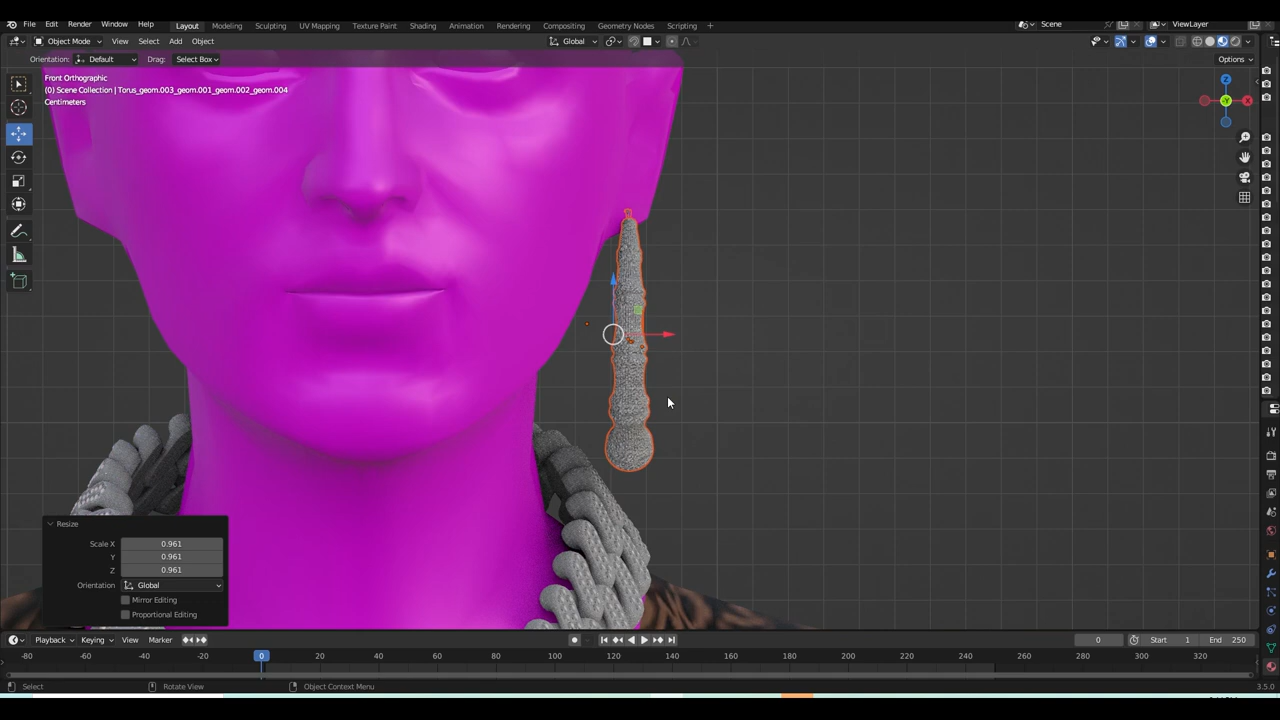 File Edit Render Window Help Layout Modeling Sculpting UV Mapping Texture Paint Shading Animation Rendering Compositing Geometry Nodes Scripting + Scene ViewLayer
Object Mode View Select Add Object Global
Orientation: Default Drag: Select Box Options
Front Orthographic
(0) Scene Collection | Torus_geom.003_geom.001_geom.002_geom.004
Centimeters
Z
-Y
X
Resize
Scale X 0.961
Y 0.961
Z 0.961
Orientation Global
Mirror Editing
Proportional Editing
Playback Keying View Marker 0 Start 1 End 250
-80 -60 -40 -20 0 20 40 60 80 100 120 140 160 180 200 220 240 260 280 300 320
Select Rotate View Object Context Menu 3.5.0